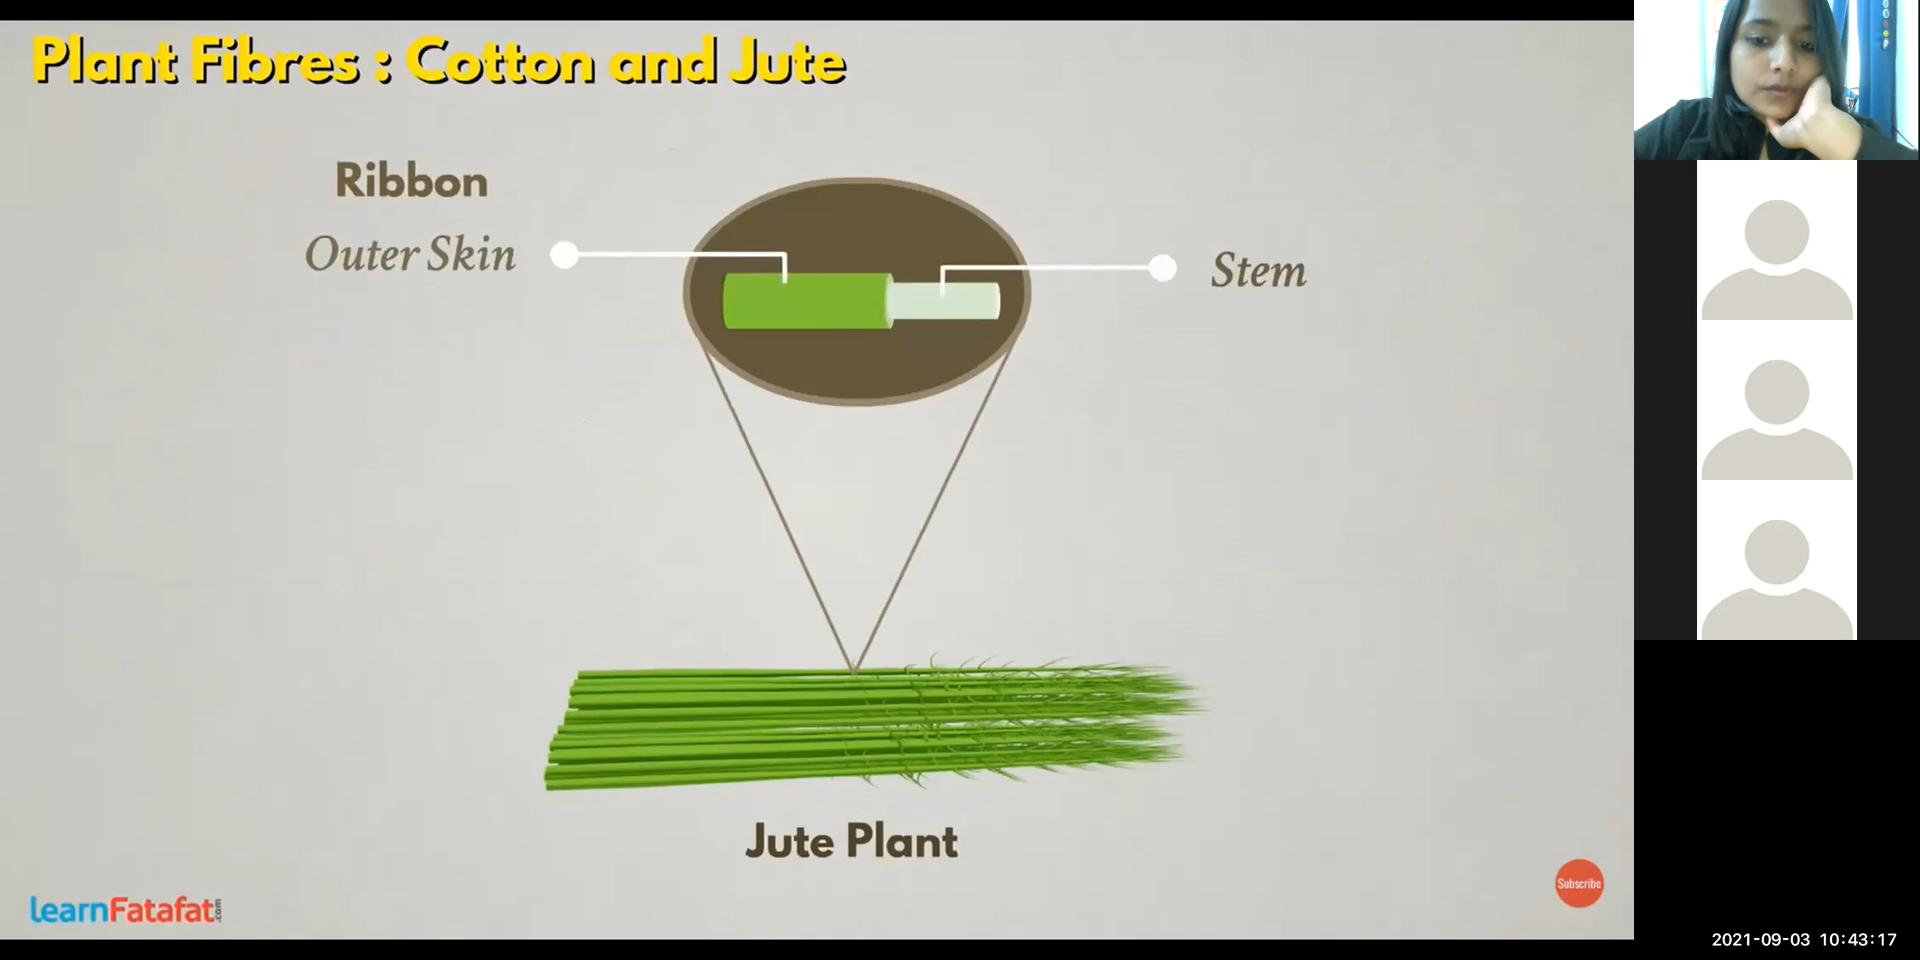 Plant Fibres : Cotton and Jute
Ribbon
Outer Skin
Stem
Jute Plant
learnFatafat.com
Subscribe
2021-09-03 10:43:17